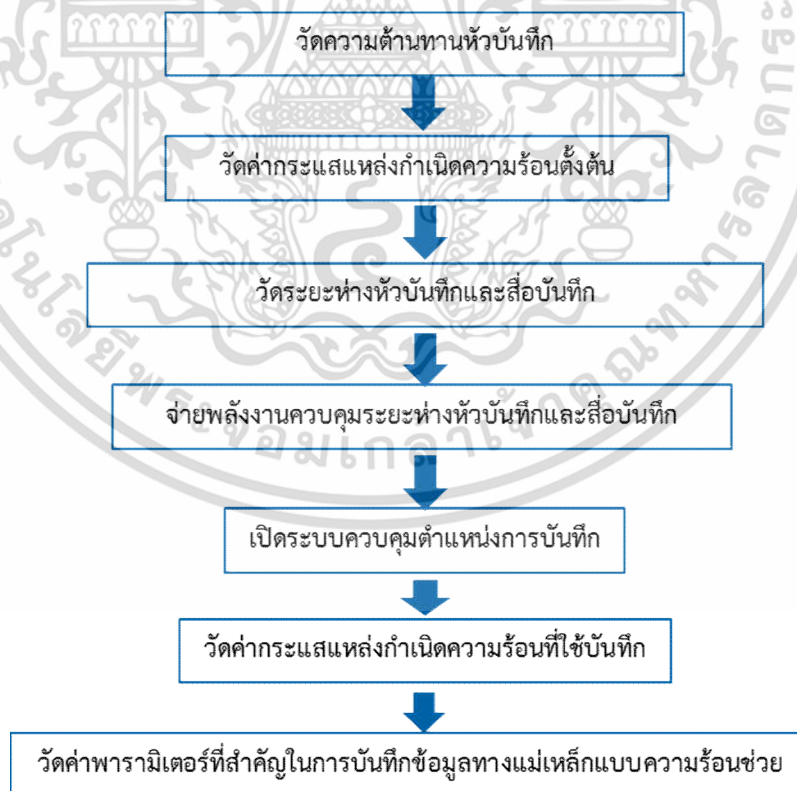 วัดความต้านทานหัวบันทึก
วัดค่ากระแสแหล่งกำเนิดความร้อนตั้งต้น
วัดระยะห่างหัวบันทึกและสื่อบันทึก
จ่ายพลังงานควบคุมระยะห่างหัวบันทึกและสื่อบันทึก
เปิดระบบควบคุมตำแหน่งการบันทึก
วัดค่ากระแสแหล่งกำเนิดความร้อนที่ใช้บันทึก
วัดค่าพารามิเตอร์ที่สำคัญในการบันทึกข้อมูลทางแม่เหล็กแบบความร้อนช่วย